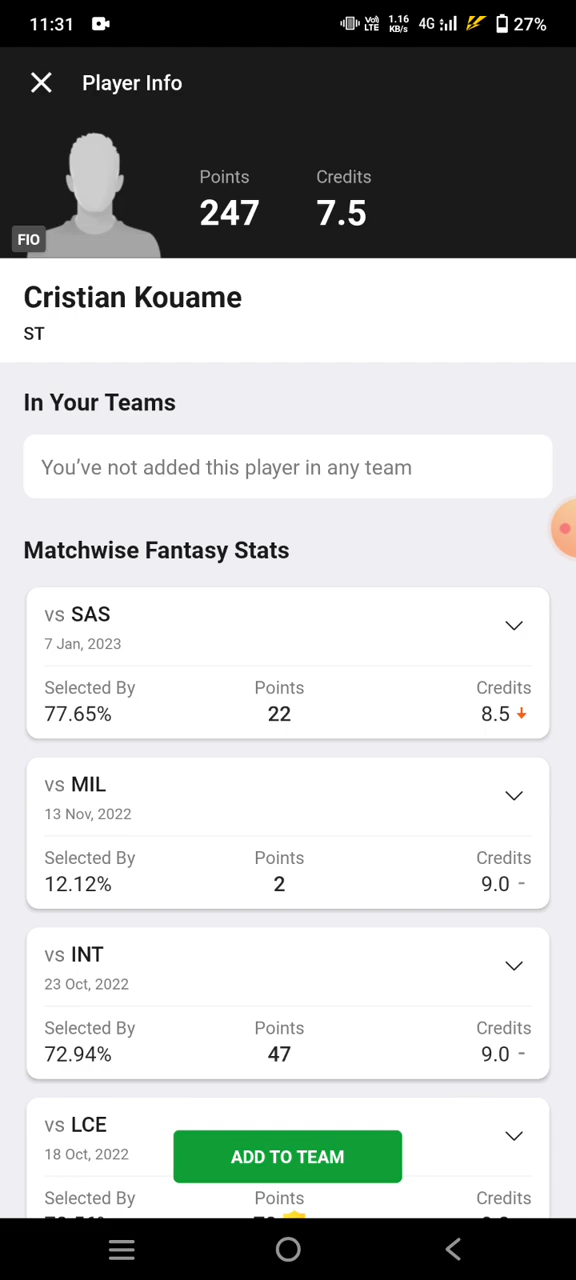 11:31 Vo) LTE 1.16 KB/s 4G 27%
Player Info
Points Credits
247 7.5
FIO
Cristian Kouame
ST
In Your Teams
You’ve not added this player in any team
Matchwise Fantasy Stats
vs SAS
7 Jan, 2023
Selected By Points Credits
77.65% 22 8.5
vs MIL
13 Nov, 2022
Selected By Points Credits
12.12% 2 9.0 -
vs INT
23 Oct, 2022
Selected By Points Credits
72.94% 47 9.0 -
vs LCE
18 Oct, 2022
ADD TO TEAM
Selected By Points Credits